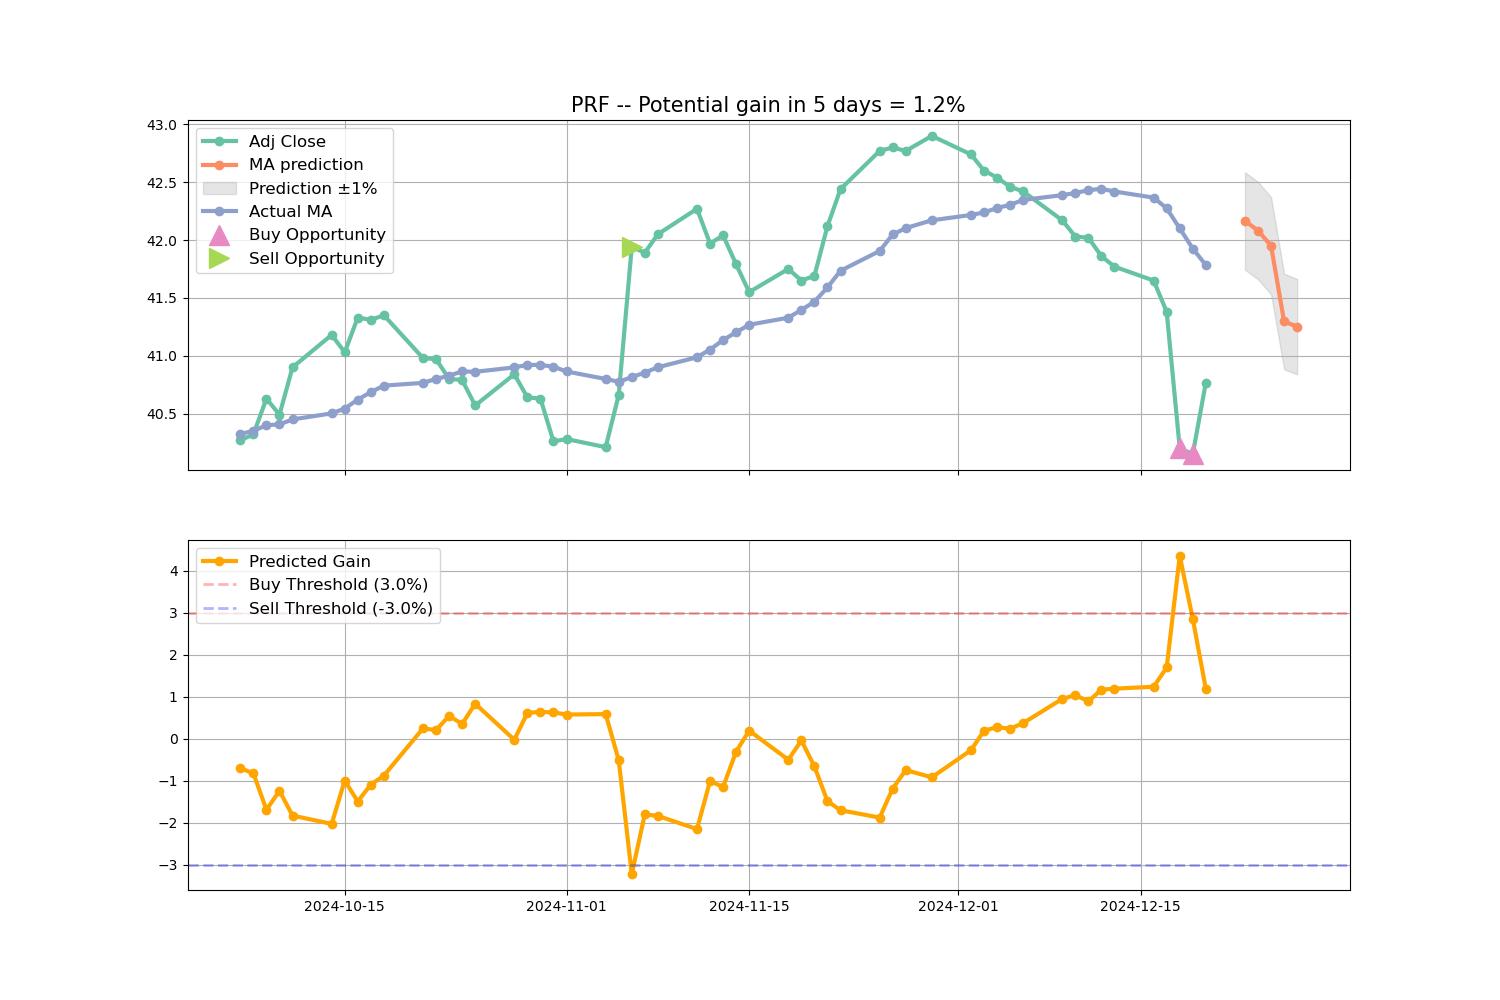 PRF -- Potential gain in 5 days = 1.2%
43.0
42.5
42.0
41.5
41.0
40.5
Adj Close
MA prediction
Prediction ±1%
Actual MA
Buy Opportunity
Sell Opportunity
4
3
2
1
0
−1
−2
−3
Predicted Gain
Buy Threshold (3.0%)
Sell Threshold (-3.0%)
2024-10-15
2024-11-01
2024-11-15
2024-12-01
2024-12-15